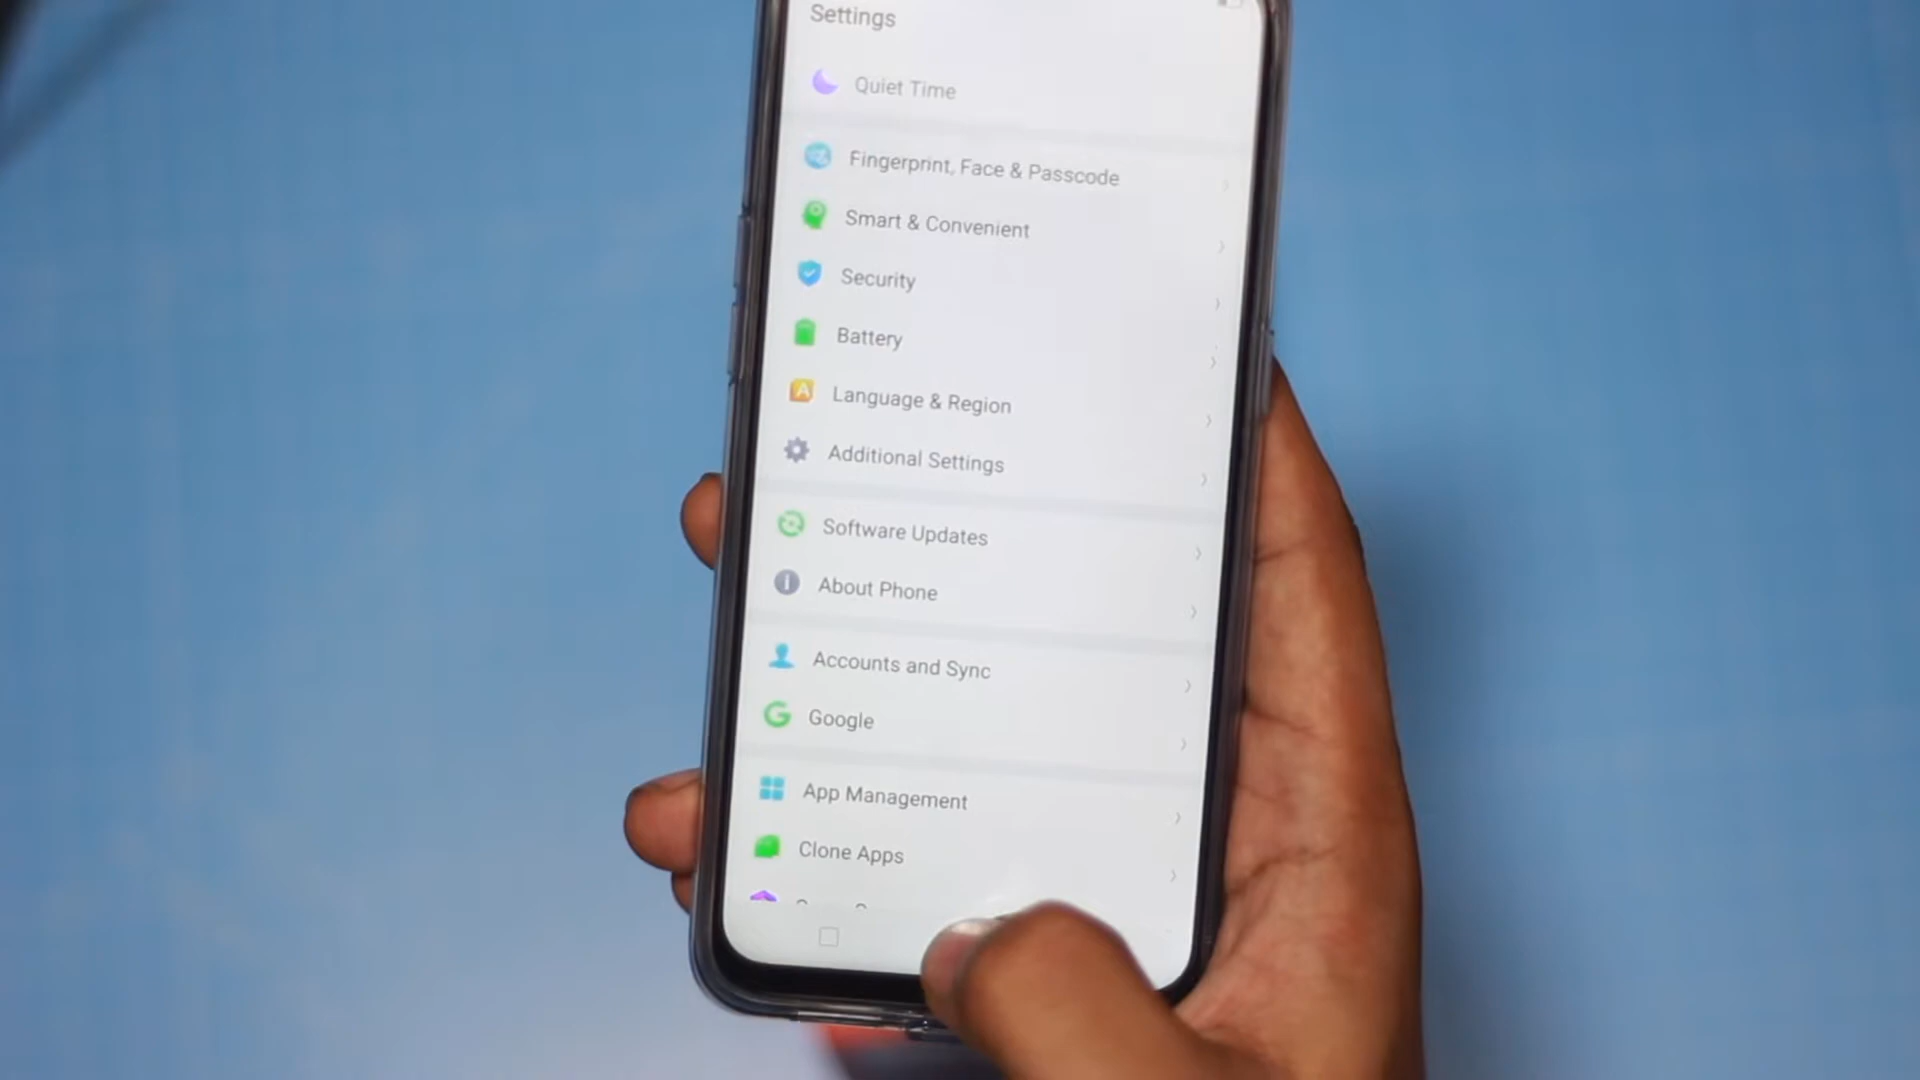 Settings
Quiet Time
Fingerprint, Face & Passcode
Smart & Convenient
Security
Battery
Language & Region
Additional Settings
Software Updates
About Phone
Accounts and Sync
Google
App Management
Clone Apps